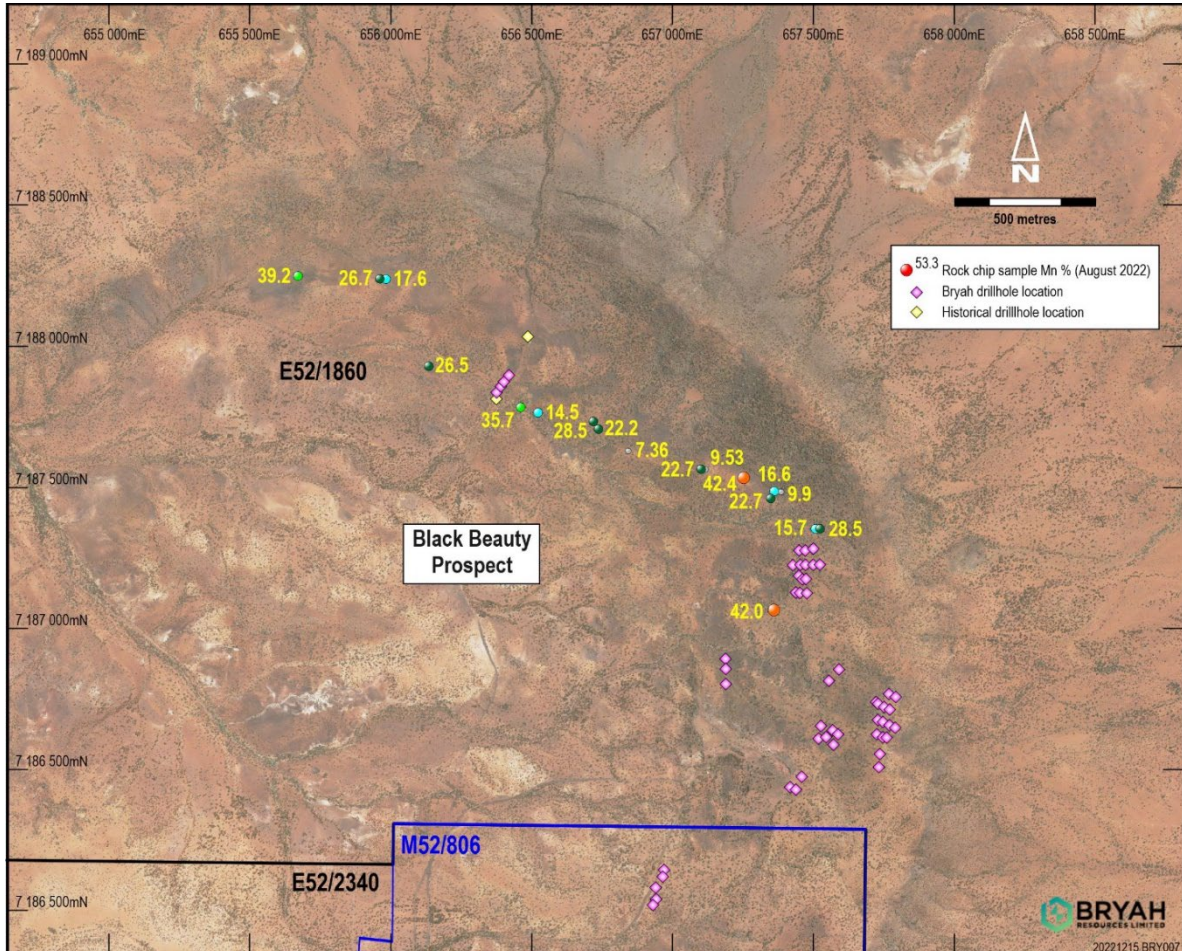 655 000mE
655 500mE
656 000mE
656 500mE
657 000mE
657 500mE
658 000mE
658 500mE
7 189 000mN
N
500 metres
7 188 500mN
53.3 Rock chip sample Mn % (August 2022)
Bryah drillhole location
Historical drilllhole location
39.2
26.7
17.6
7 188 000mN
E52/1860
26.5
35.7
14.5
28.5
22.2
7.36
22.7
9.53
42.4
16.6
22.7
9.9
7 187 500mN
15.7
28.5
Black Beauty
Prospect
42.0
7 187 000mN
7 186 500mN
M52/806
E52/2340
7 186 500mN
BRYAH
RESOURCES LIMITED
20221215 BRY097